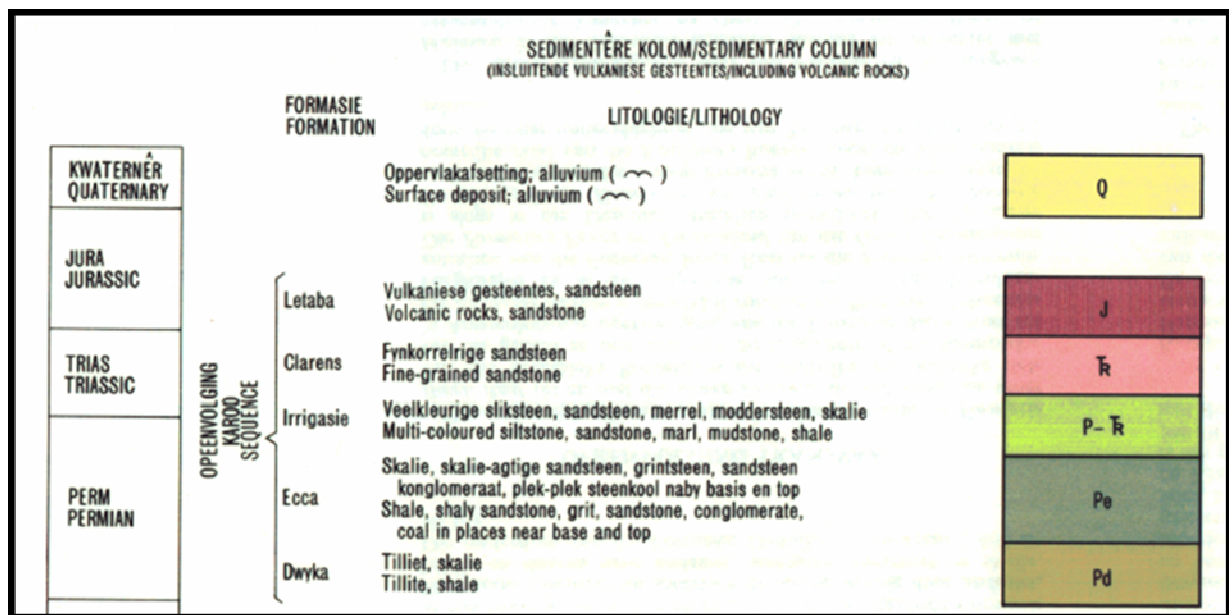 SEDIMENTÊRE KOLOM/SEDIMENTARY COLUMN
(INSLUITENDE VULKANIESE GESTEENTES/INCLUDING VOLCANIC ROCKS)
FORMASIE
FORMATION
LITOLOGIE/LITHOLOGY
KWATERNÊR
QUATERNARY
Oppervlakafsetting; alluvium ( )
Surface deposit; alluvium ( )
Q
JURA
JURASSIC
OPEENVOLGING
KAROO
SEQUENCE
Letaba
Vulkaniese gesteentes, sandsteen
Volcanic rocks, sandstone
J
TRIAS
TRIASSIC
Clarens
Fynkorrelrige sandsteen
Fine-grained sandstone
TR
Irrigasie
Veelkleurige sliksteen, sandsteen, merrel, moddersteen, skalie
Multi-coloured siltstone, sandstone, marl, mudstone, shale
P-TR
PERM
PERMIAN
Ecca
Skalie, skalie-agtige sandsteen, grintsteen, sandsteen
konglomeraat, plek-plek steenkool naby basis en top
Shale, shaly sandstone, grit, sandstone, conglomerate,
coal in places near base and top
Pe
Dwyka
Tilliet, skalie
Tillite, shale
Pd